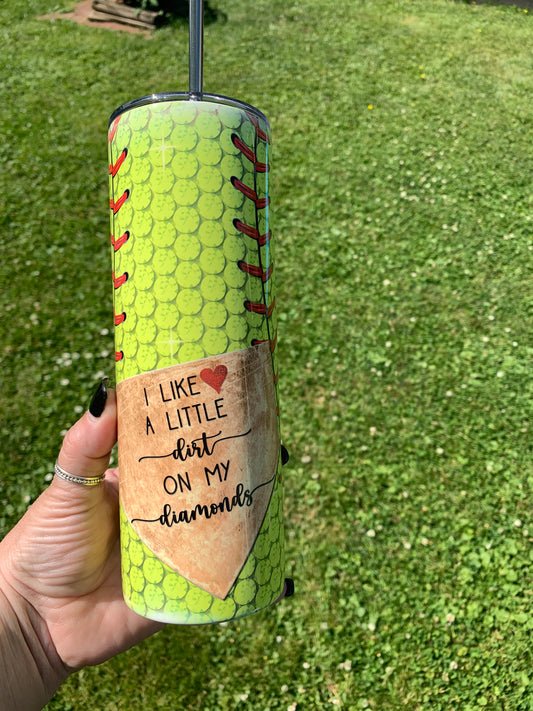 I LIKE
A LITTLE
dirt
ON MY
diamonds